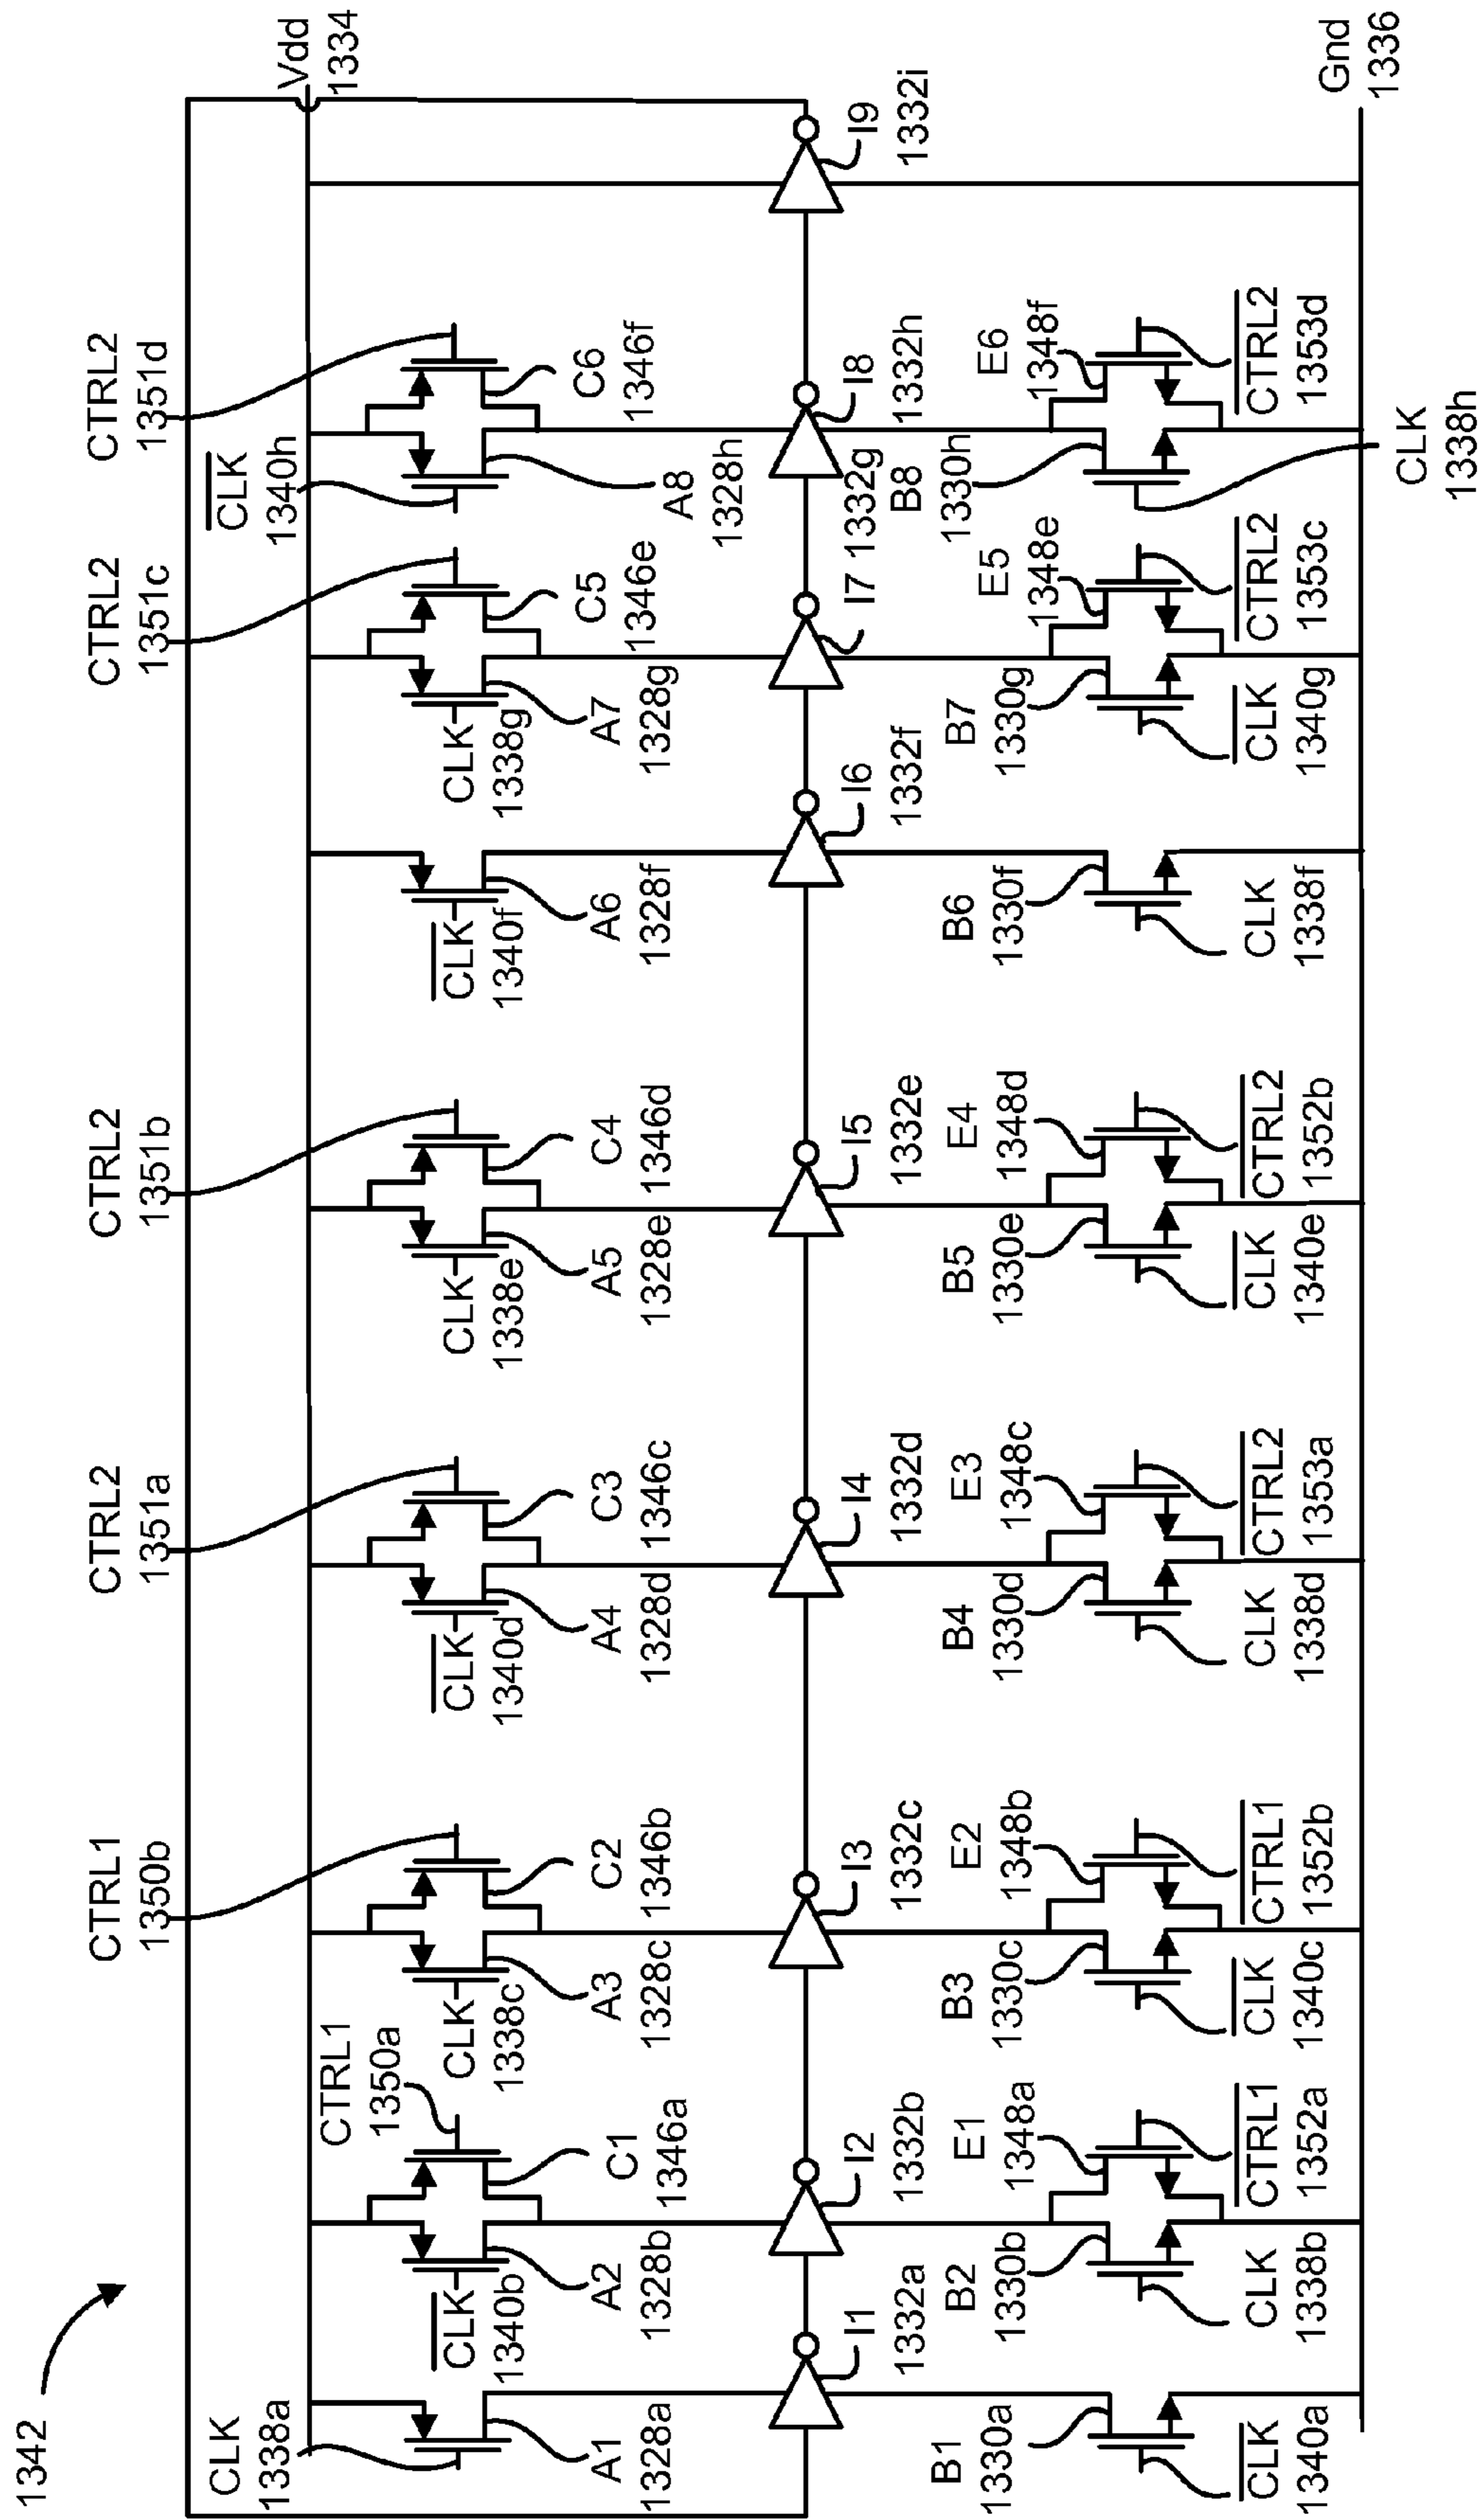 1342
CTRL1
1350b
CTRL2
1351a
CTRL2
1351b
CTRL2
1351c
CTRL2
1351d
CLK
1338a
CTRL1
1350a
CLK
1340h
Vdd
1334
CLK
1340b
CLK
1338c
CLK
1340d
CLK
1338e
CLK
1340f
CLK
1338g
A1
1328a
A2
1328b
C1
1346a
A3
1328c
C2
1346b
A4
1328d
C3
1346c
A5
1328e
C4
1346d
A6
1328f
A7
1328g
C5
1346e
A8
1328h
C6
1346f
I1
1332a
I2
1332b
I3
1332c
I4
1332d
I5
1332e
I6
1332f
I7
1332g
I8
1332h
I9
1332i
B1
1330a
B2
1330b
E1
1348a
B3
1330c
E2
1348b
B4
1330d
E3
1348c
B5
1330e
E4
1348d
B6
1330f
B7
1330g
E5
1348e
B8
1330h
E6
1348f
CLK
1340a
CLK
1338b
CTRL1
1352a
CLK
1340c
CTRL1
1352b
CLK
1338d
CTRL2
1353a
CLK
1340e
CTRL2
1352b
CLK
1338f
CLK
1340g
CTRL2
1353c
CLK
1338h
CTRL2
1353d
Gnd
1336